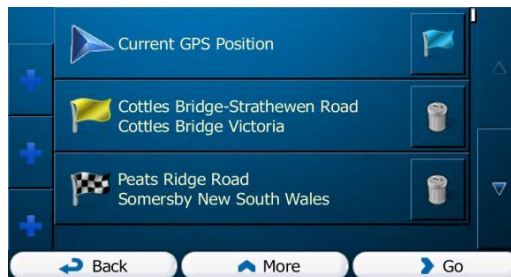 Current GPS Position
Cottles Bridge-Strathewen Road
Cottles Bridge Victoria
Peats Ridge Road
Somersby New South Wales
Back
More
Go